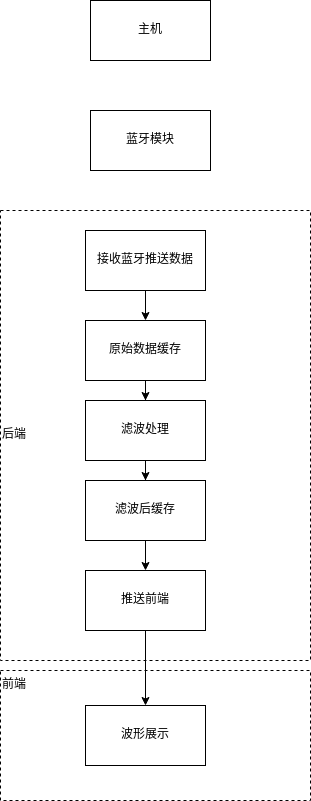 主机
蓝牙模块
接收蓝牙推送数据
原始数据缓存
滤波处理
后端
滤波后缓存
推送前端
前端
波形展示